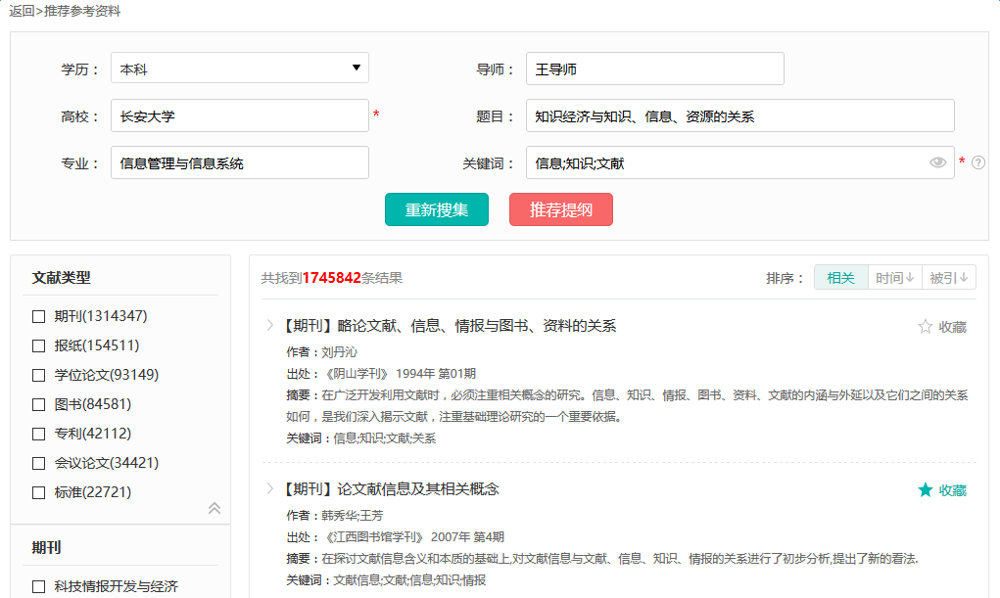 返回>推荐参考资料
学历： 本科 导师： 王导师
高校： 长安大学 * 题目： 知识经济与知识、信息、资源的关系
专业： 信息管理与信息系统 关键词： 信息;知识;文献 * ?
重新搜集 推荐提纲
文献类型
期刊(1314347)
报纸(154511)
学位论文(93149)
图书(84581)
专利(42112)
会议论文(34421)
标准(22721)
期刊
科技情报开发与经济
共找到1745842条结果 排序： 相关 时间↓ 被引↓
【期刊】略论文献、信息、情报与图书、资料的关系 收藏
作者：刘丹沁
出处：《阴山学刊》 1994年 第01期
摘要：在广泛开发利用文献时，必须注重相关概念的研究。信息、知识、情报、图书、资料、文献的内涵与外延以及它们之间的关系
如何，是我们深入揭示文献，注重基础理论研究的一个重要依据。
关键词：信息;知识;文献;关系
【期刊】论文献信息及其相关概念 收藏
作者：韩秀华;王芳
出处：《江西图书馆学刊》 2007年 第4期
摘要：在探讨文献信息含义和本质的基础上,对文献信息与文献、信息、知识、情报的关系进行了初步分析,提出了新的看法.
关键词：文献信息;文献;信息;知识;情报